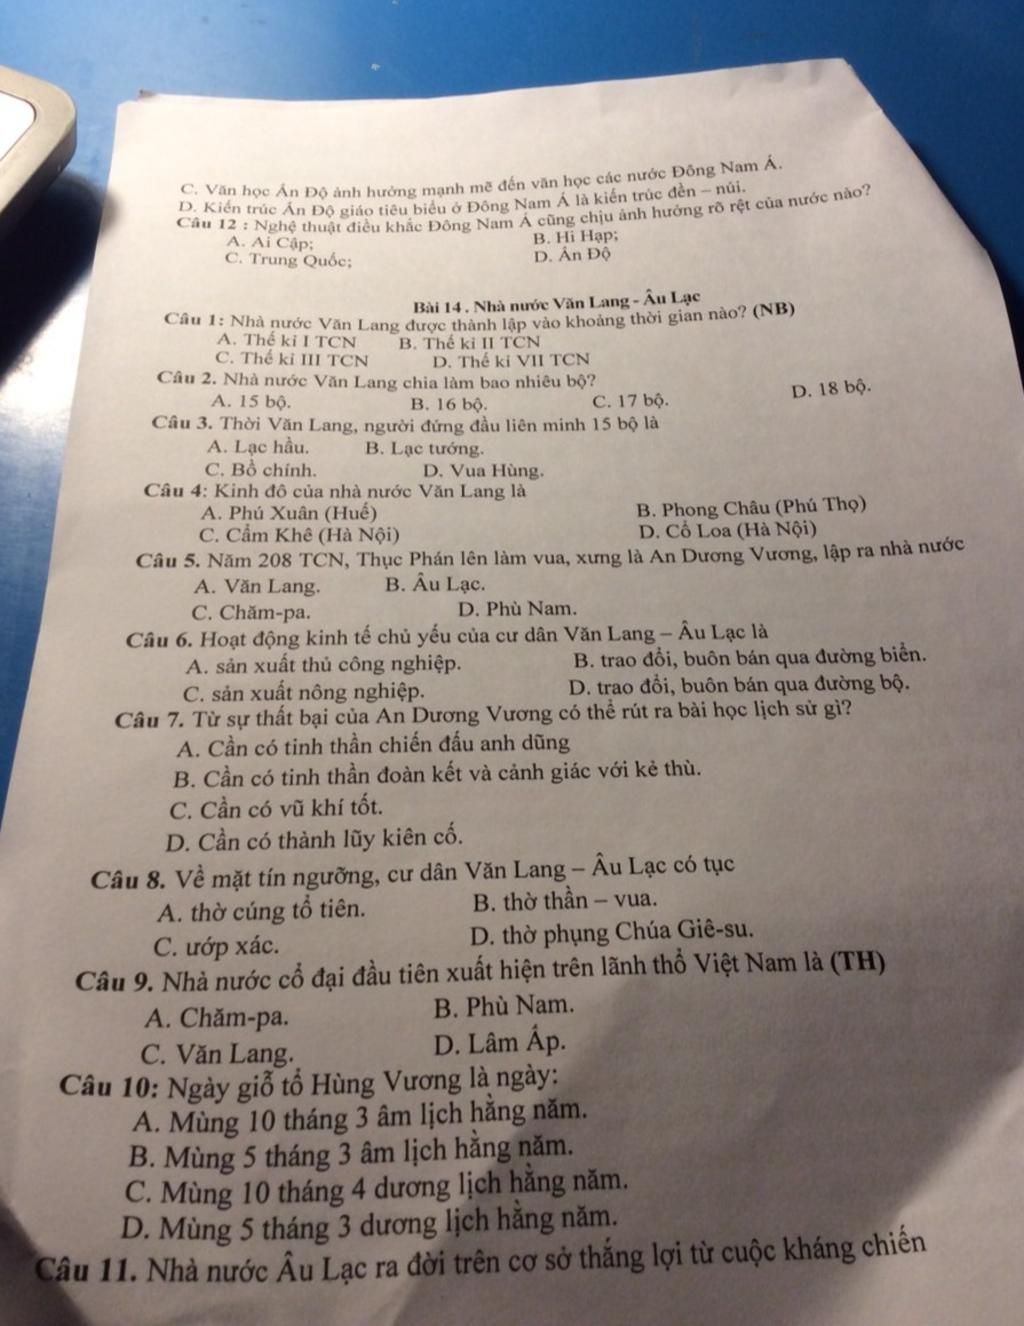 C. Văn học Ấn Độ ảnh hưởng mạnh mẽ đến văn học các nước Đông Nam Á.
D. Kiến trúc Ấn Độ giáo tiêu biểu ở Đông Nam Á là kiến trúc đền – núi.
Câu 12 : Nghệ thuật điêu khắc Đông Nam Á cũng chịu ảnh hưởng rõ rệt của nước nào?
A. Ai Cập; B. Hi Hạp;
C. Trung Quốc; D. Ấn Độ
Bài 14 . Nhà nước Văn Lang - Âu Lạc
Câu 1: Nhà nước Văn Lang được thành lập vào khoảng thời gian nào? (NB)
A. Thế kỉ I TCN B. Thế kỉ II TCN
C. Thế kỉ III TCN D. Thế kỉ VII TCN
Câu 2. Nhà nước Văn Lang chia làm bao nhiêu bộ?
A. 15 bộ. B. 16 bộ. C. 17 bộ. D. 18 bộ.
Câu 3. Thời Văn Lang, người đứng đầu liên minh 15 bộ là
A. Lạc hầu. B. Lạc tướng.
C. Bồ chính. D. Vua Hùng.
Câu 4: Kinh đô của nhà nước Văn Lang là
A. Phú Xuân (Huế) B. Phong Châu (Phú Thọ)
C. Cẩm Khê (Hà Nội) D. Cổ Loa (Hà Nội)
Câu 5. Năm 208 TCN, Thục Phán lên làm vua, xưng là An Dương Vương, lập ra nhà nước
A. Văn Lang. B. Âu Lạc.
C. Chăm-pa. D. Phù Nam.
Câu 6. Hoạt động kinh tế chủ yếu của cư dân Văn Lang – Âu Lạc là
A. sản xuất thủ công nghiệp. B. trao đổi, buôn bán qua đường biển.
C. sản xuất nông nghiệp. D. trao đổi, buôn bán qua đường bộ.
Câu 7. Từ sự thất bại của An Dương Vương có thể rút ra bài học lịch sử gì?
A. Cần có tinh thần chiến đấu anh dũng
B. Cần có tinh thần đoàn kết và cảnh giác với kẻ thù.
C. Cần có vũ khí tốt.
D. Cần có thành lũy kiên cố.
Câu 8. Về mặt tín ngưỡng, cư dân Văn Lang – Âu Lạc có tục
A. thờ cúng tổ tiên. B. thờ thần – vua.
C. ướp xác. D. thờ phụng Chúa Giê-su.
Câu 9. Nhà nước cổ đại đầu tiên xuất hiện trên lãnh thổ Việt Nam là (TH)
A. Chăm-pa. B. Phù Nam.
C. Văn Lang. D. Lâm Ấp.
Câu 10: Ngày giỗ tổ Hùng Vương là ngày:
A. Mùng 10 tháng 3 âm lịch hằng năm.
B. Mùng 5 tháng 3 âm lịch hằng năm.
C. Mùng 10 tháng 4 dương lịch hằng năm.
D. Mùng 5 tháng 3 dương lịch hằng năm.
Câu 11. Nhà nước Âu Lạc ra đời trên cơ sở thắng lợi từ cuộc kháng chiến